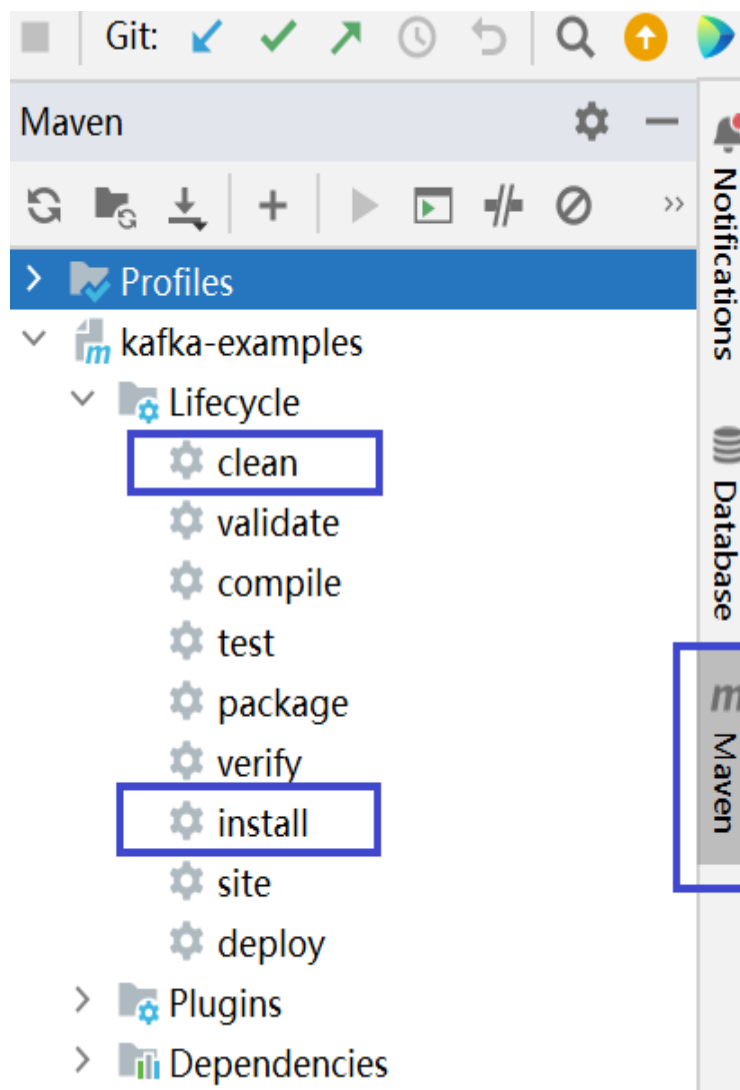 Git:
Maven
Profiles
kafka-examples
Lifecycle
clean
validate
compile
test
package
verify
install
site
deploy
Plugins
Dependencies
Notifications
Database
Maven